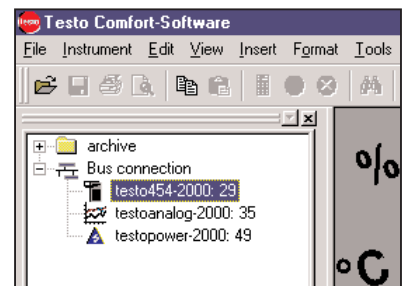 testo Testo Comfort-Software
File Instrument Edit View Insert Format Tools
archive
Bus connection
testo454-2000: 29
testoanalog-2000: 35
testopower-2000: 49
%
°C